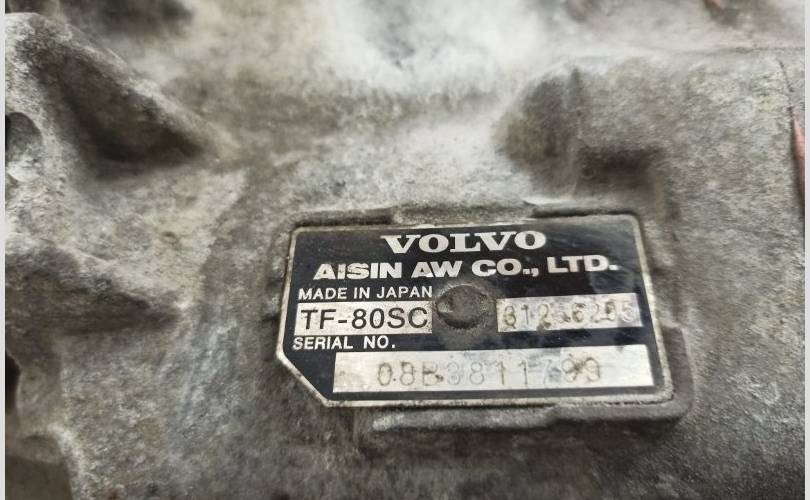 VOLVO
AISIN AW CO., LTD.
MADE IN JAPAN
TF-80SC
SERIAL NO.